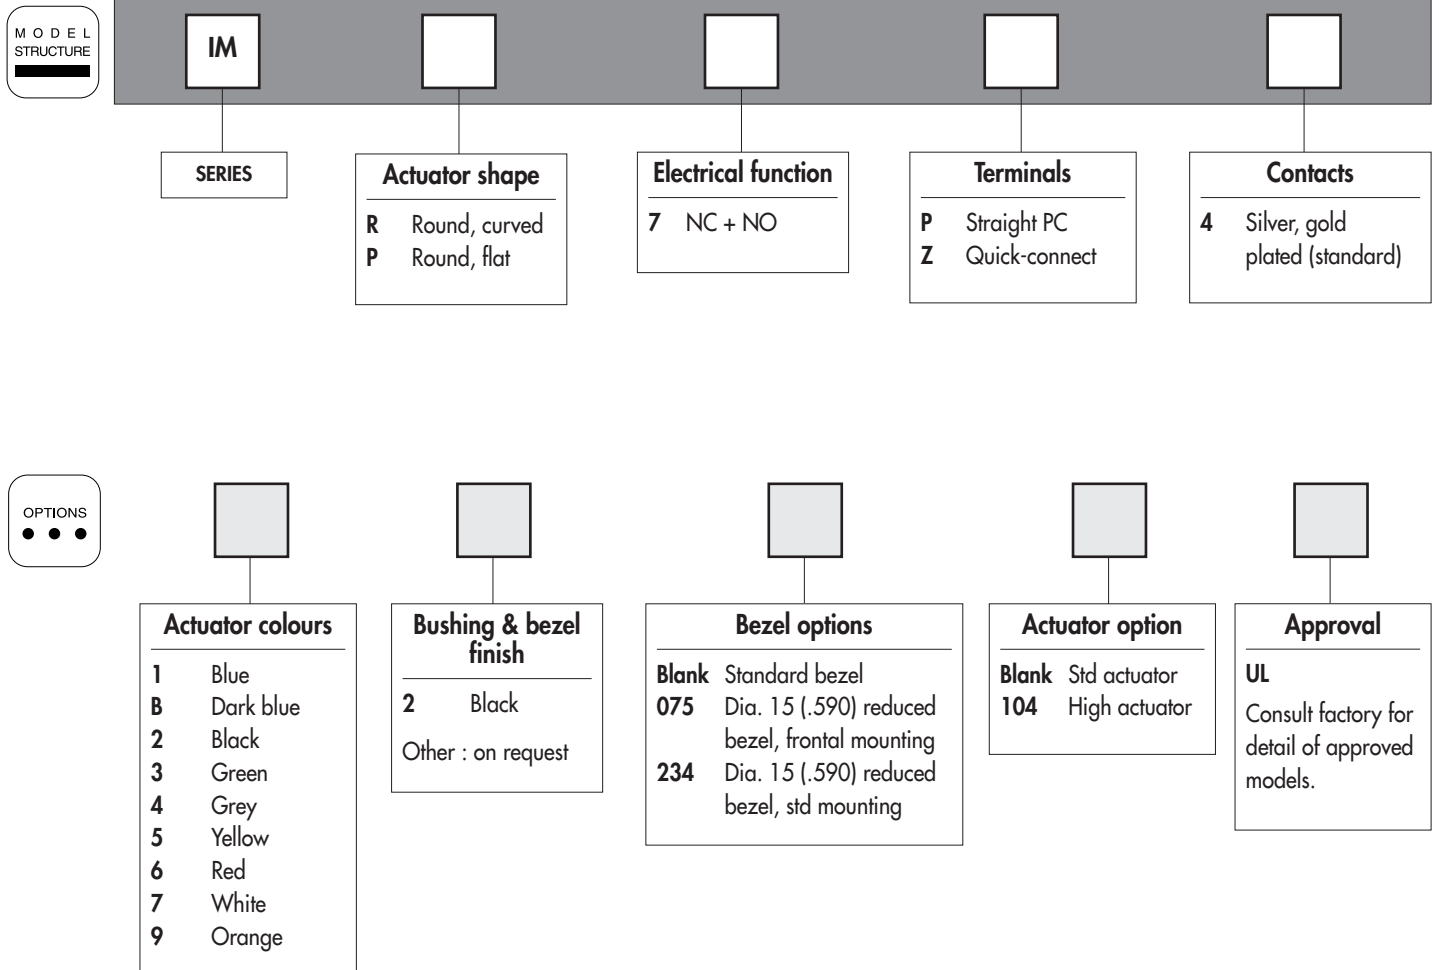 MODEL
STRUCTURE
IM
SERIES
Actuator shape
R Round, curved
P Round, flat
Electrical function
7 NC + NO
Terminals
P Straight PC
Z Quick-connect
Contacts
4 Silver, gold
plated (standard)
OPTIONS
Actuator colours
1 Blue
B Dark blue
2 Black
3 Green
4 Grey
5 Yellow
6 Red
7 White
9 Orange
Bushing & bezel
finish
2 Black
Other : on request
Bezel options
Blank Standard bezel
075 Dia. 15 (.590) reduced
bezel, frontal mounting
234 Dia. 15 (.590) reduced
bezel, std mounting
Actuator option
Blank Std actuator
104 High actuator
Approval
UL
Consult factory for
detail of approved
models.